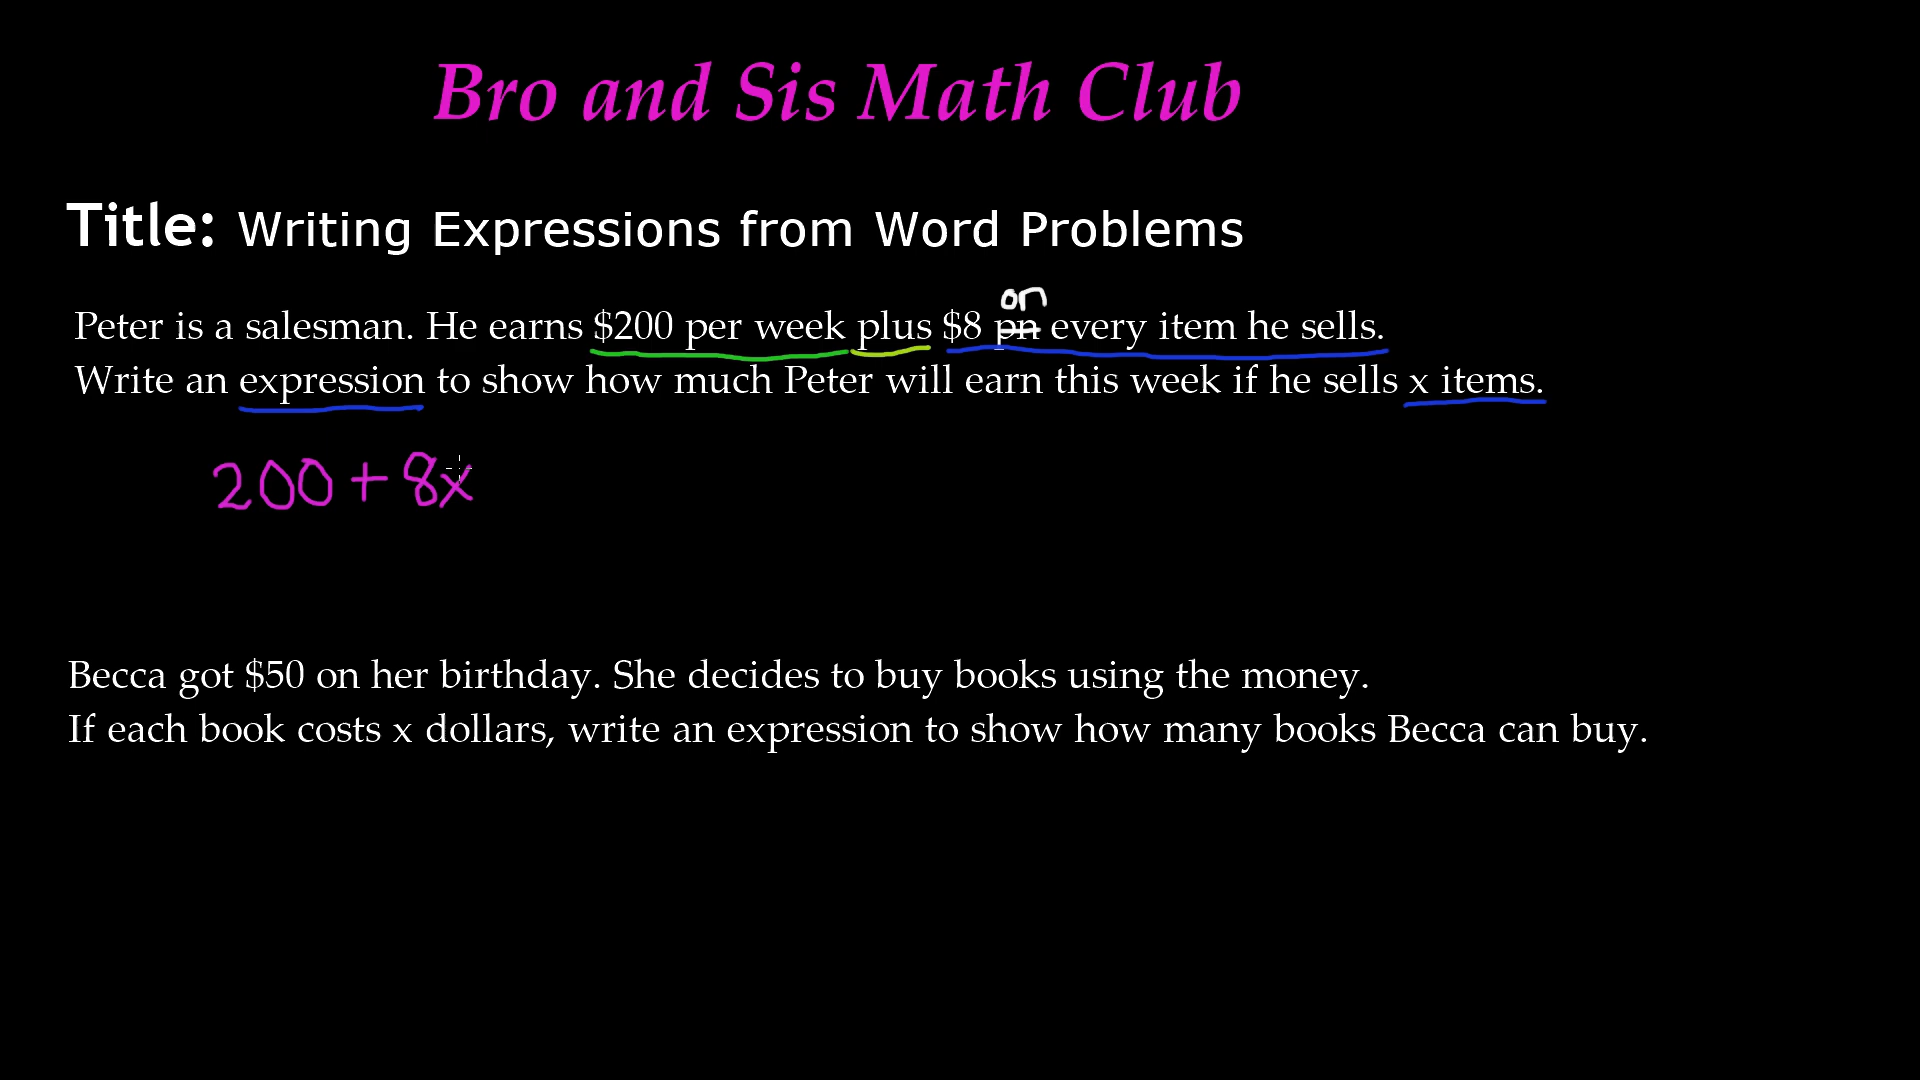 Bro and Sis Math Club
Title: Writing Expressions from Word Problems
on
Peter is a salesman. He earns $200 per week plus $8 pn every item he sells.
Write an expression to show how much Peter will earn this week if he sells x items.
200 + 8x
Becca got $50 on her birthday. She decides to buy books using the money.
If each book costs x dollars, write an expression to show how many books Becca can buy.